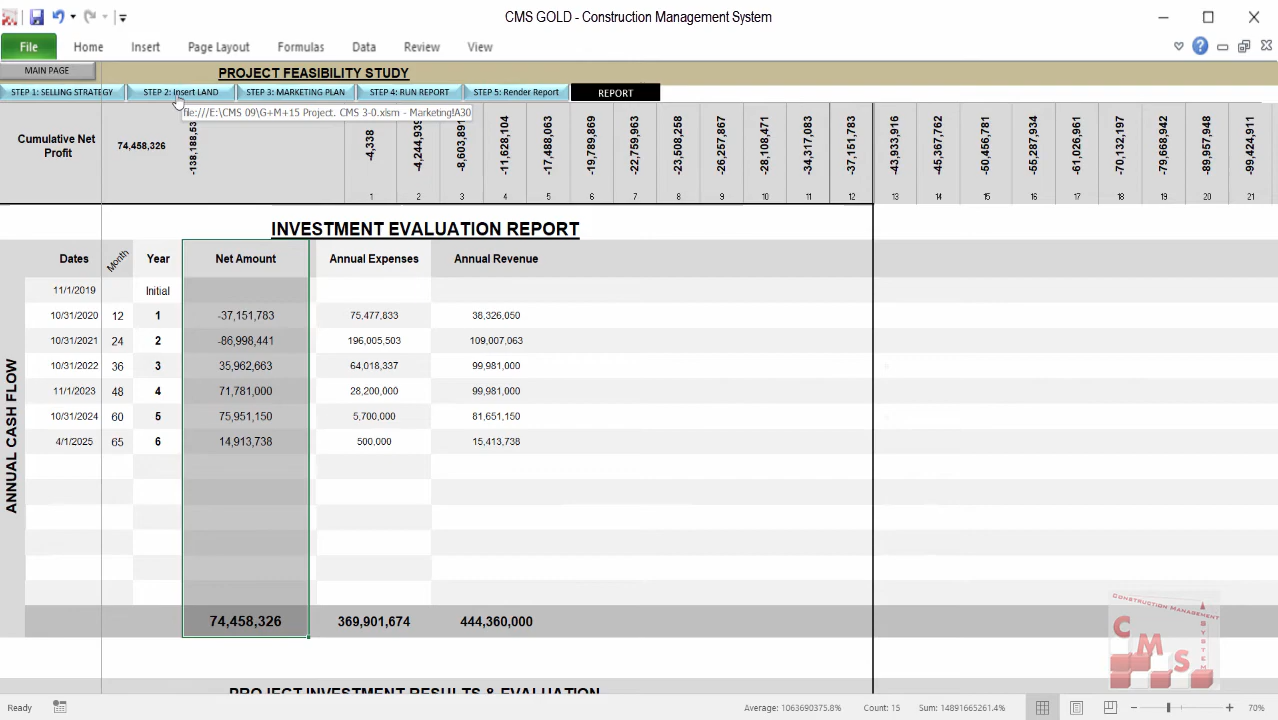 CMS GOLD - Construction Management System
File Home Insert Page Layout Formulas Data Review View
MAIN PAGE
PROJECT FEASIBILITY STUDY
STEP 1: SELLING STRATEGY STEP 2: Insert LAND STEP 3: MARKETING PLAN STEP 4: RUN REPORT STEP 5: Render Report REPORT
file:///E:\CMS 09\G+M+15 Project. CMS 3-0.xlsm - Marketing!A30
Cumulative Net Profit 74,458,326 -4,338 -8,603,891 -11,628,104 -17,488,063 -19,789,869 -22,759,963 -23,508,258 -26,257,867 -28,108,471 -34,317,083 -37,151,783 -43,933,916 -45,367,762 -50,456,781 -55,287,934 -61,026,961 -70,132,197 -79,668,942 -89,957,948 -99,424,911
1 2 3 4 5 6 7 8 9 10 11 12 13 14 15 16 17 18 19 20 21
INVESTMENT EVALUATION REPORT
Dates Month Year Net Amount Annual Expenses Annual Revenue
11/1/2019 Initial
10/31/2020 12 1 -37,151,783 75,477,833 38,326,050
10/31/2021 24 2 -86,998,441 196,005,503 109,007,063
10/31/2022 36 3 35,962,663 64,018,337 99,981,000
11/1/2023 48 4 71,781,000 28,200,000 99,981,000
10/31/2024 60 5 75,951,150 5,700,000 81,651,150
4/1/2025 65 6 14,913,738 500,000 15,413,738
ANNUAL CASH FLOW
74,458,326 369,901,674 444,360,000
CONSTRUCTION MANAGEMENT
SYSTEM
CMS
PROJECT INVESTMENT RESULTS & EVALUATION
Ready Average: 1063690375.8% Count: 15 Sum: 14891665261.4% 70%